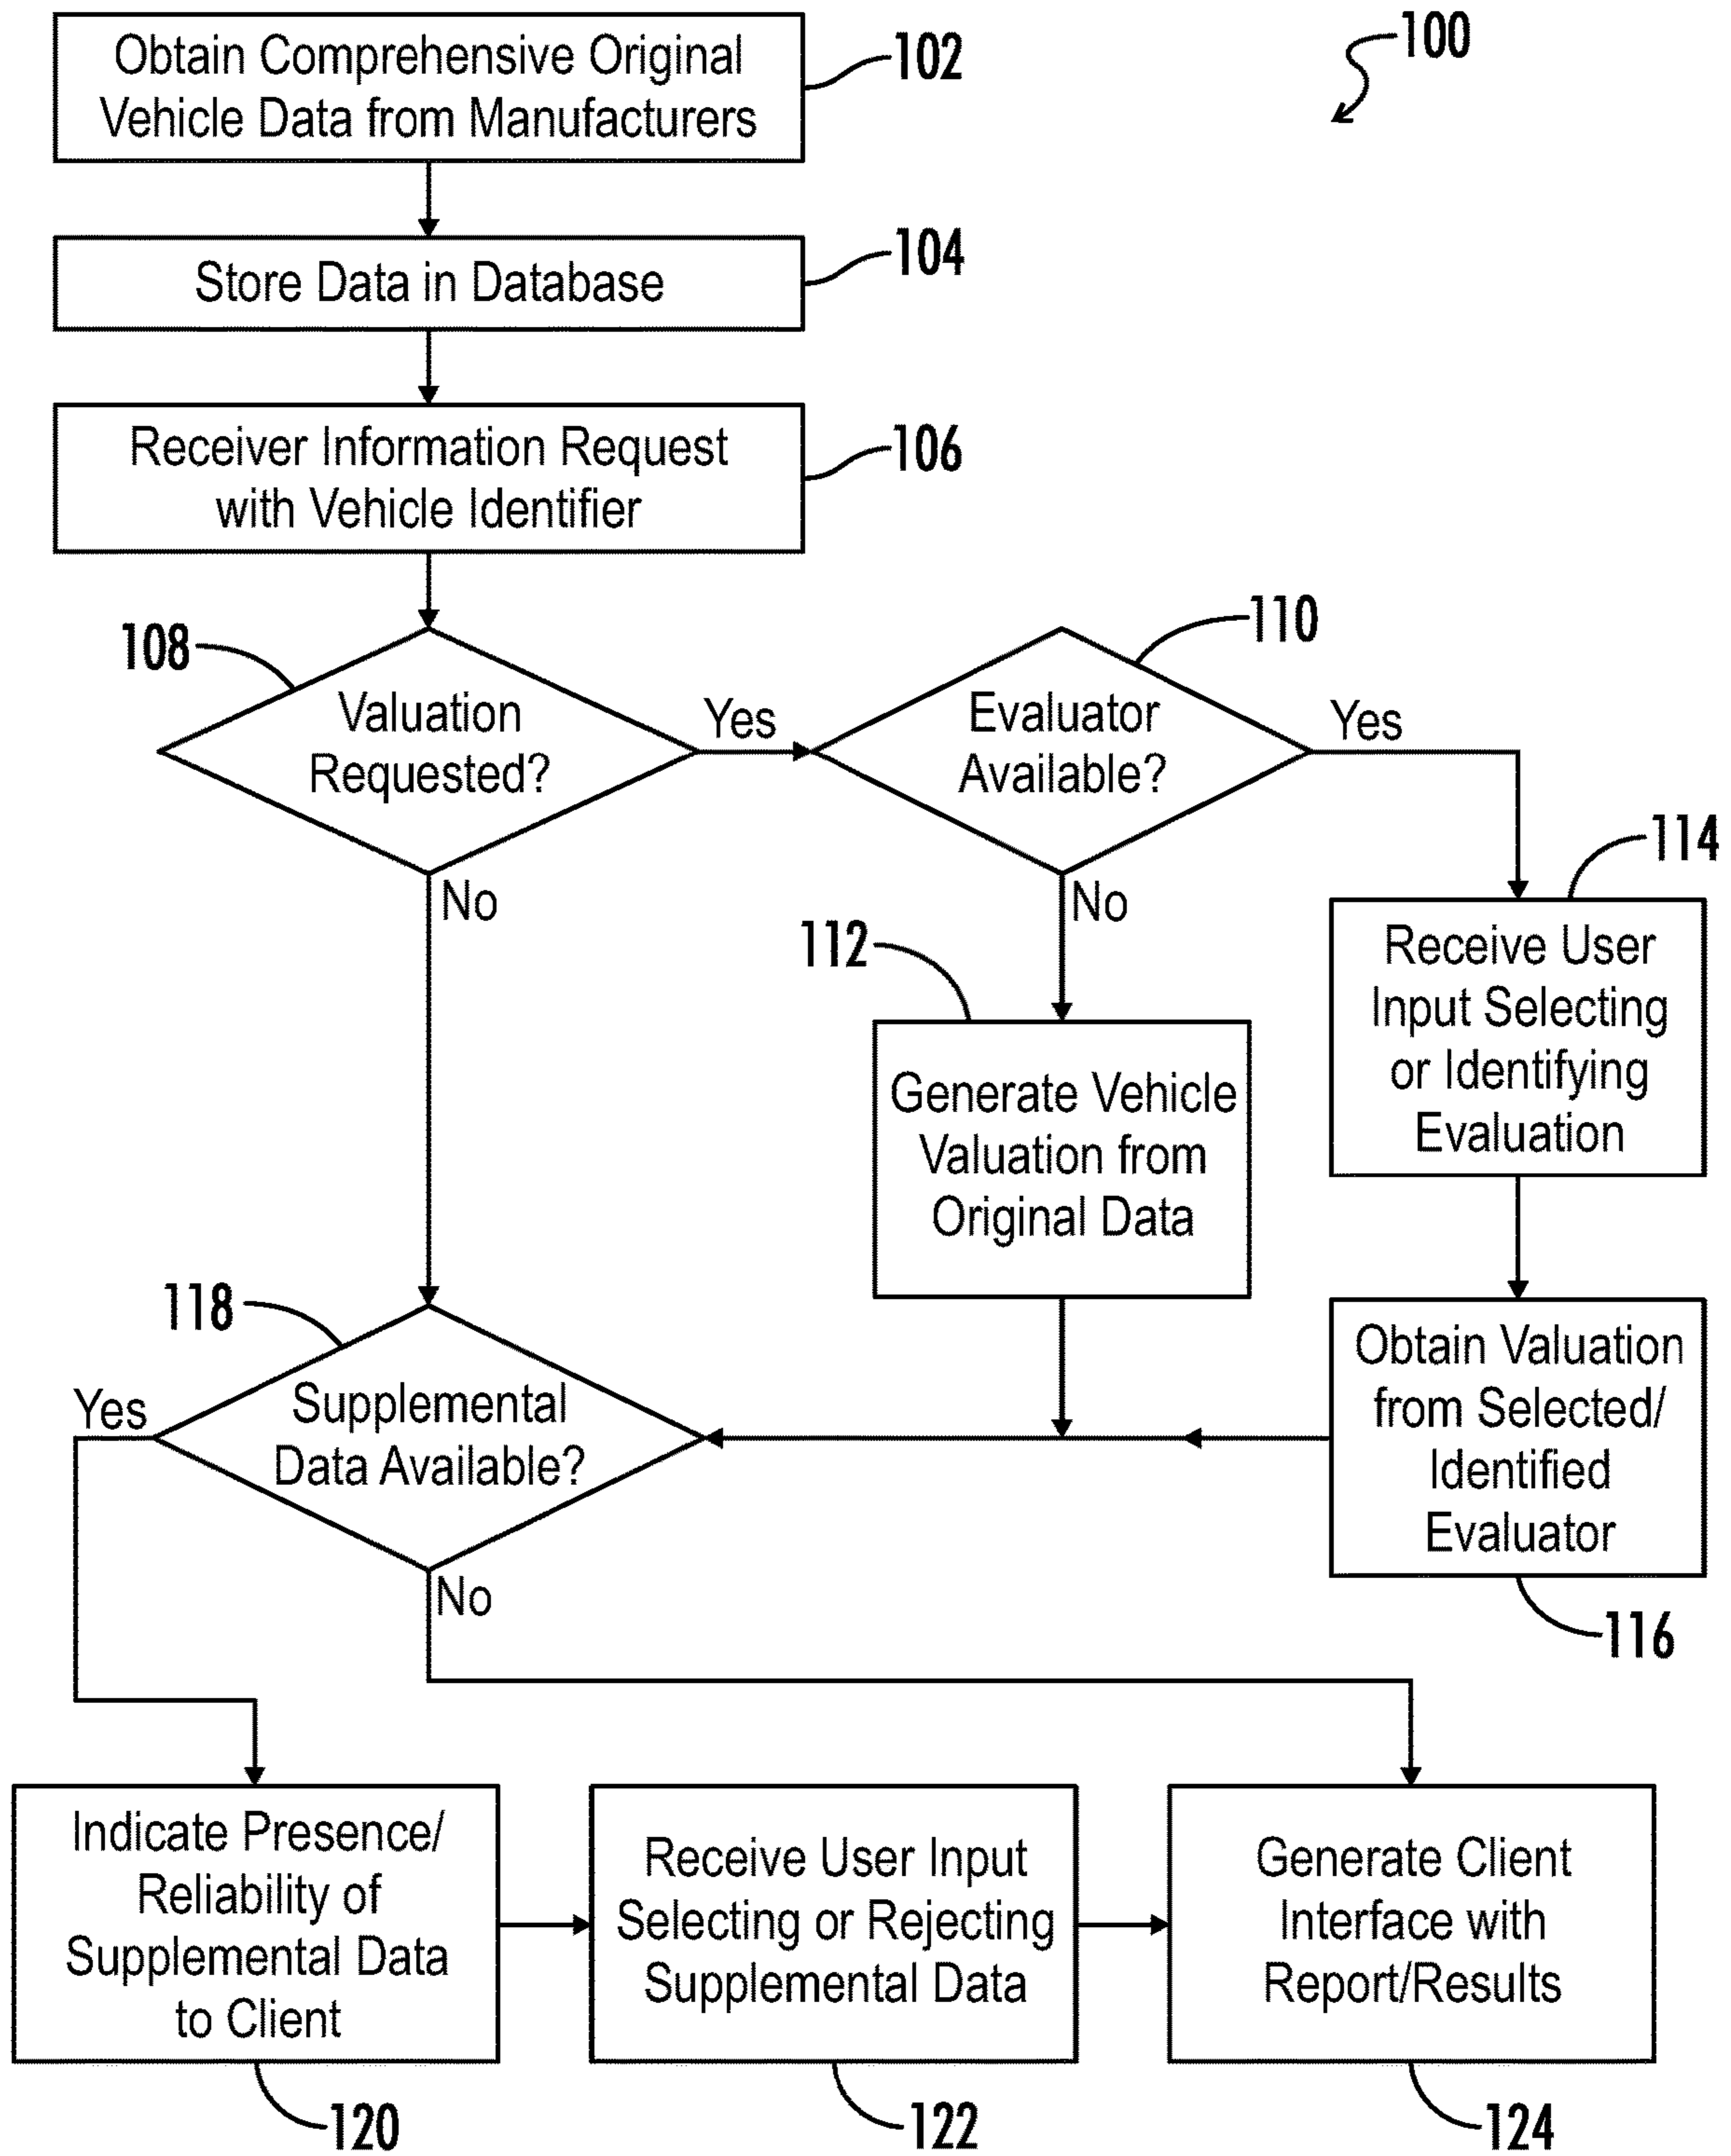 100
Obtain Comprehensive Original
Vehicle Data from Manufacturers
102
Store Data in Database
104
Receiver Information Request
with Vehicle Identifier
106
108
Valuation
Requested?
Yes
No
110
Evaluator
Available?
Yes
No
112
Generate Vehicle
Valuation from
Original Data
114
Receive User
Input Selecting
or Identifying
Evaluation
Obtain Valuation
from Selected/
Identified
Evaluator
116
118
Supplemental
Data Available?
Yes
No
Indicate Presence/
Reliability of
Supplemental Data
to Client
120
Receive User Input
Selecting or Rejecting
Supplemental Data
122
Generate Client
Interface with
Report/Results
124